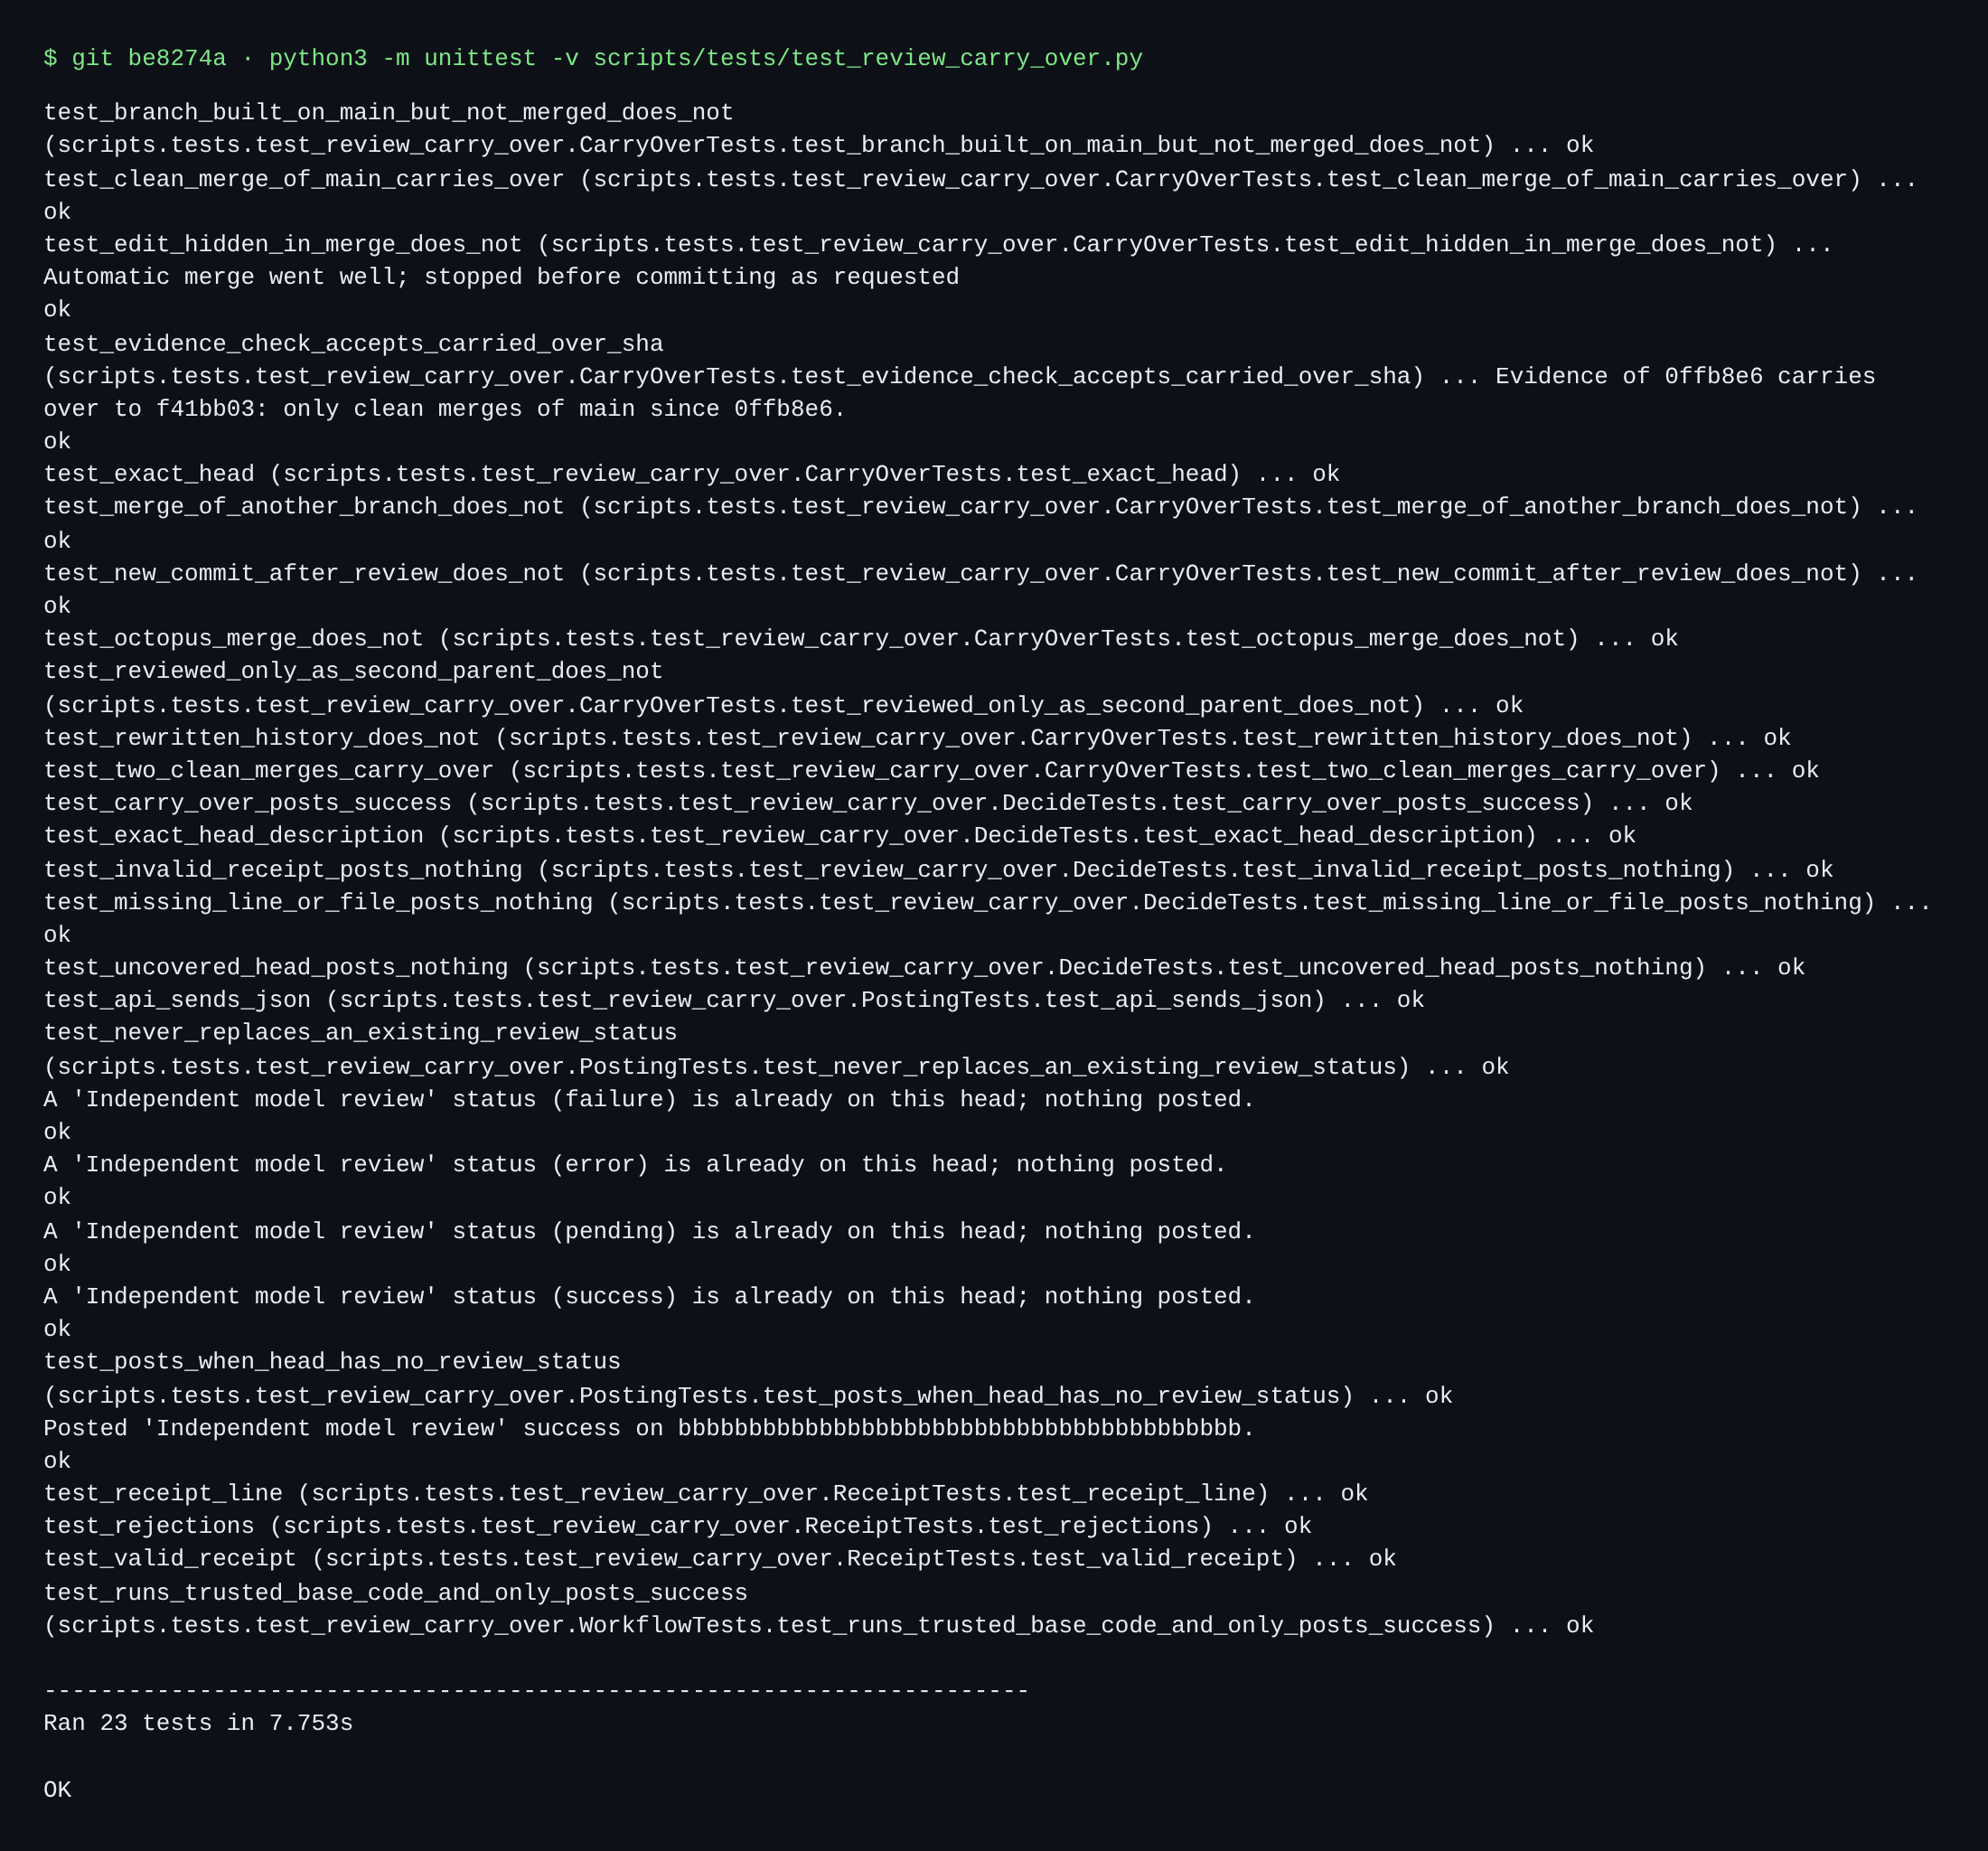 $ git be8274a · python3 -m unittest -v scripts/tests/test_review_carry_over.py
test_branch_built_on_main_but_not_merged_does_not
(scripts.tests.test_review_carry_over.CarryOverTests.test_branch_built_on_main_but_not_merged_does_not) ... ok
test_clean_merge_of_main_carries_over (scripts.tests.test_review_carry_over.CarryOverTests.test_clean_merge_of_main_carries_over) ...
ok
test_edit_hidden_in_merge_does_not (scripts.tests.test_review_carry_over.CarryOverTests.test_edit_hidden_in_merge_does_not) ...
Automatic merge went well; stopped before committing as requested
ok
test_evidence_check_accepts_carried_over_sha
(scripts.tests.test_review_carry_over.CarryOverTests.test_evidence_check_accepts_carried_over_sha) ... Evidence of 0ffb8e6 carries
over to f41bb03: only clean merges of main since 0ffb8e6.
ok
test_exact_head (scripts.tests.test_review_carry_over.CarryOverTests.test_exact_head) ... ok
test_merge_of_another_branch_does_not (scripts.tests.test_review_carry_over.CarryOverTests.test_merge_of_another_branch_does_not) ...
ok
test_new_commit_after_review_does_not (scripts.tests.test_review_carry_over.CarryOverTests.test_new_commit_after_review_does_not) ...
ok
test_octopus_merge_does_not (scripts.tests.test_review_carry_over.CarryOverTests.test_octopus_merge_does_not) ... ok
test_reviewed_only_as_second_parent_does_not
(scripts.tests.test_review_carry_over.CarryOverTests.test_reviewed_only_as_second_parent_does_not) ... ok
test_rewritten_history_does_not (scripts.tests.test_review_carry_over.CarryOverTests.test_rewritten_history_does_not) ... ok
test_two_clean_merges_carry_over (scripts.tests.test_review_carry_over.CarryOverTests.test_two_clean_merges_carry_over) ... ok
test_carry_over_posts_success (scripts.tests.test_review_carry_over.DecideTests.test_carry_over_posts_success) ... ok
test_exact_head_description (scripts.tests.test_review_carry_over.DecideTests.test_exact_head_description) ... ok
test_invalid_receipt_posts_nothing (scripts.tests.test_review_carry_over.DecideTests.test_invalid_receipt_posts_nothing) ... ok
test_missing_line_or_file_posts_nothing (scripts.tests.test_review_carry_over.DecideTests.test_missing_line_or_file_posts_nothing) ...
ok
test_uncovered_head_posts_nothing (scripts.tests.test_review_carry_over.DecideTests.test_uncovered_head_posts_nothing) ... ok
test_api_sends_json (scripts.tests.test_review_carry_over.PostingTests.test_api_sends_json) ... ok
test_never_replaces_an_existing_review_status
(scripts.tests.test_review_carry_over.PostingTests.test_never_replaces_an_existing_review_status) ... ok
A 'Independent model review' status (failure) is already on this head; nothing posted.
ok
A 'Independent model review' status (error) is already on this head; nothing posted.
ok
A 'Independent model review' status (pending) is already on this head; nothing posted.
ok
A 'Independent model review' status (success) is already on this head; nothing posted.
ok
test_posts_when_head_has_no_review_status
(scripts.tests.test_review_carry_over.PostingTests.test_posts_when_head_has_no_review_status) ... ok
Posted 'Independent model review' success on bbbbbbbbbbbbbbbbbbbbbbbbbbbbbbbbbbbbbbbb.
ok
test_receipt_line (scripts.tests.test_review_carry_over.ReceiptTests.test_receipt_line) ... ok
test_rejections (scripts.tests.test_review_carry_over.ReceiptTests.test_rejections) ... ok
test_valid_receipt (scripts.tests.test_review_carry_over.ReceiptTests.test_valid_receipt) ... ok
test_runs_trusted_base_code_and_only_posts_success
(scripts.tests.test_review_carry_over.WorkflowTests.test_runs_trusted_base_code_and_only_posts_success) ... ok
----------------------------------------------------------------------
Ran 23 tests in 7.753s
OK